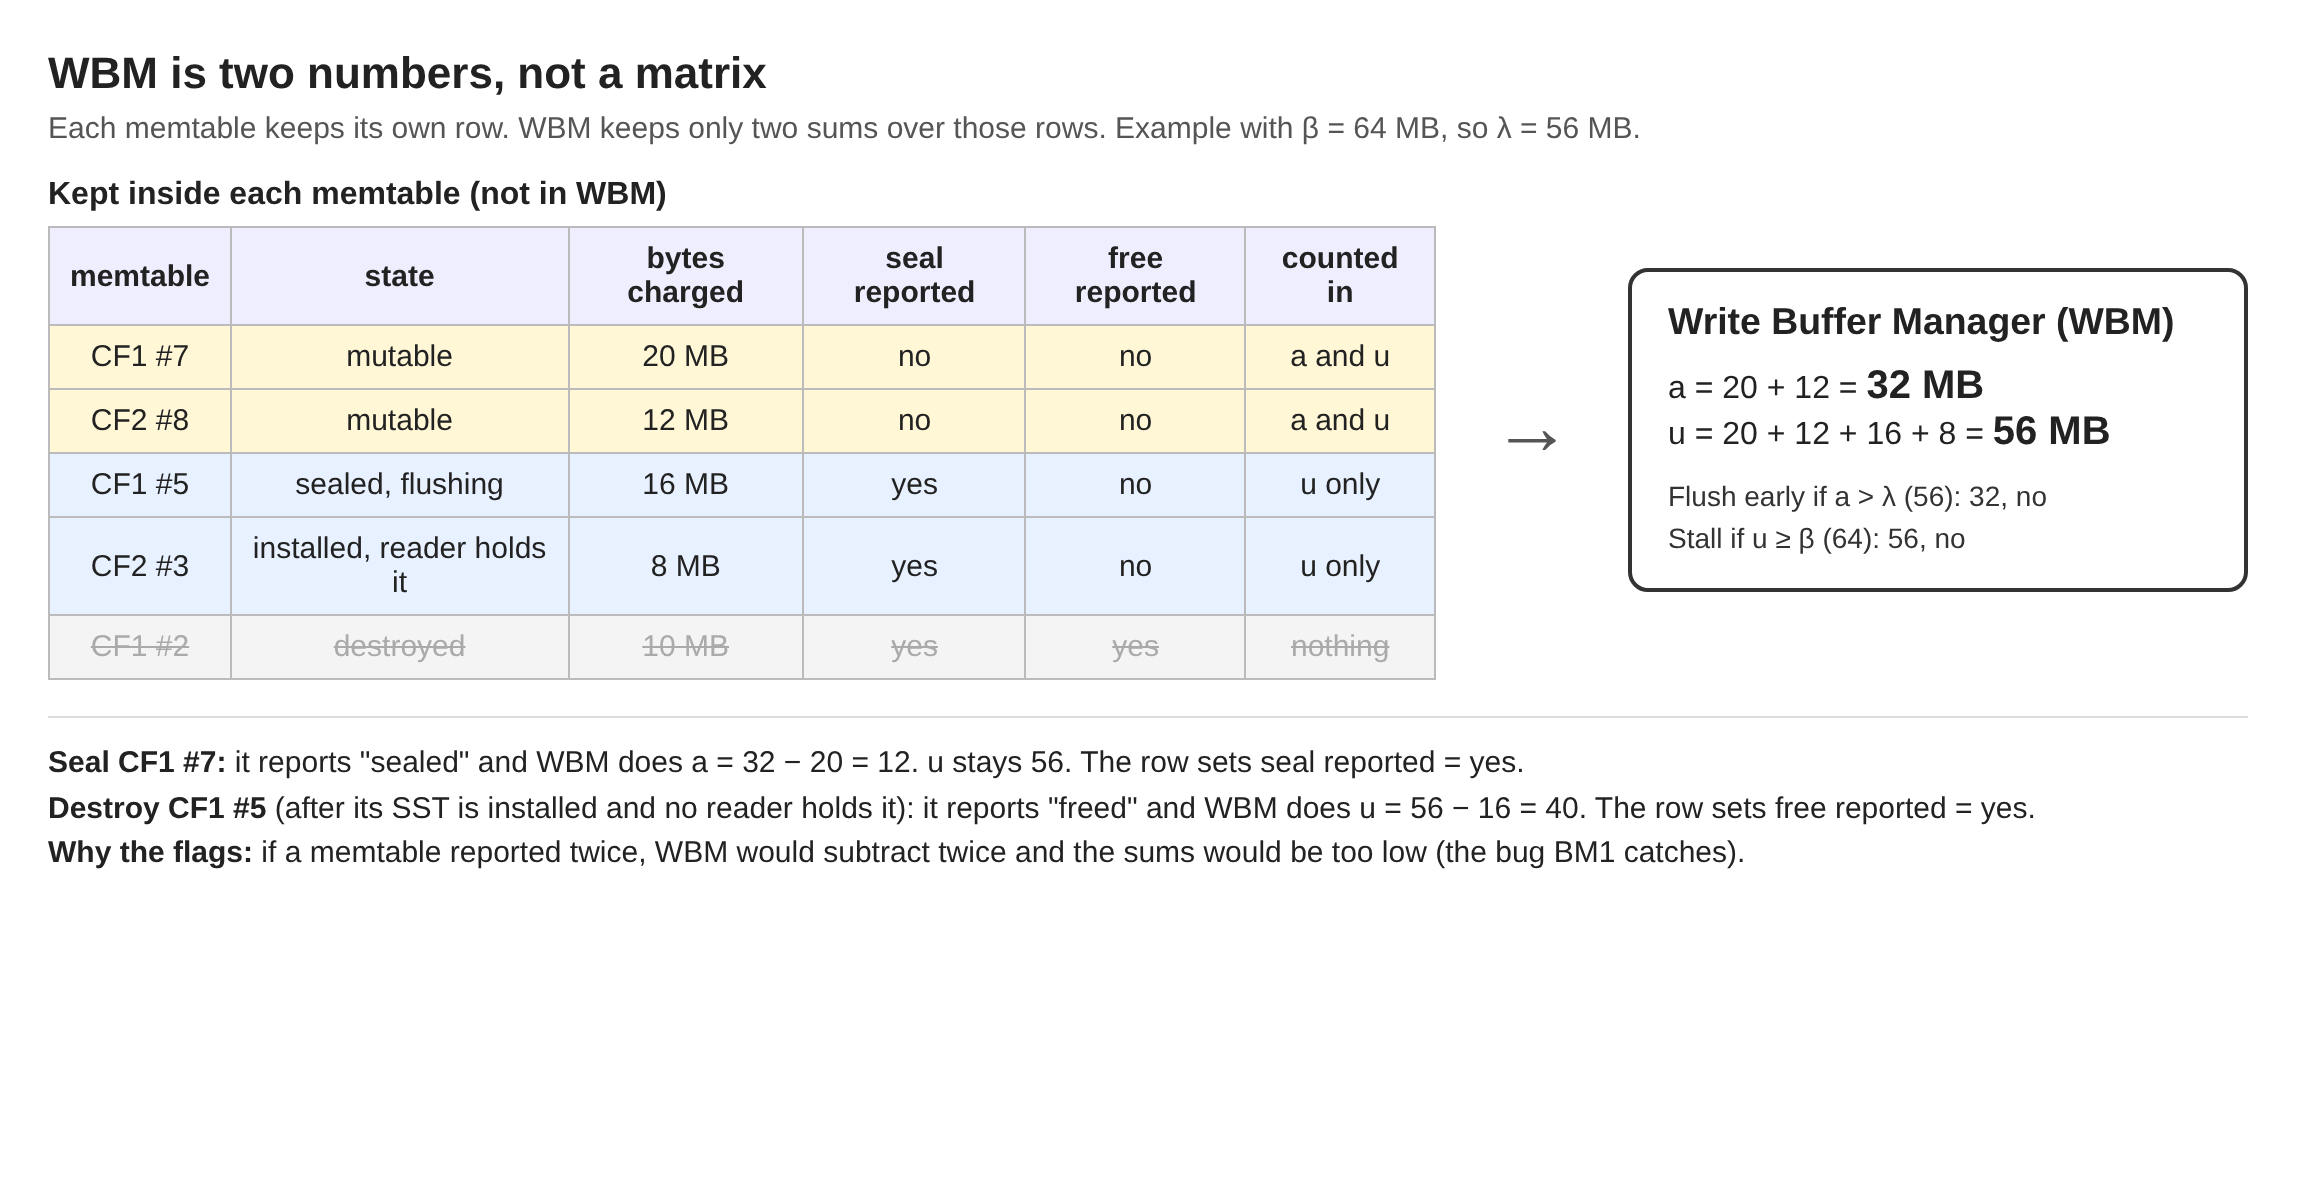 WBM is two numbers, not a matrix
Each memtable keeps its own row. WBM keeps only two sums over those rows. Example with β = 64 MB, so λ = 56 MB.
Kept inside each memtable (not in WBM)
memtable state bytes charged seal reported free reported counted in
CF1 #7 mutable 20 MB no no a and u
CF2 #8 mutable 12 MB no no a and u
CF1 #5 sealed, flushing 16 MB yes no u only
CF2 #3 installed, reader holds it 8 MB yes no u only
CF1 #2 destroyed 10 MB yes yes nothing
→
Write Buffer Manager (WBM)
a = 20 + 12 = 32 MB
u = 20 + 12 + 16 + 8 = 56 MB
Flush early if a > λ (56): 32, no
Stall if u ≥ β (64): 56, no
Seal CF1 #7: it reports "sealed" and WBM does a = 32 − 20 = 12. u stays 56. The row sets seal reported = yes.
Destroy CF1 #5 (after its SST is installed and no reader holds it): it reports "freed" and WBM does u = 56 − 16 = 40. The row sets free reported = yes.
Why the flags: if a memtable reported twice, WBM would subtract twice and the sums would be too low (the bug BM1 catches).